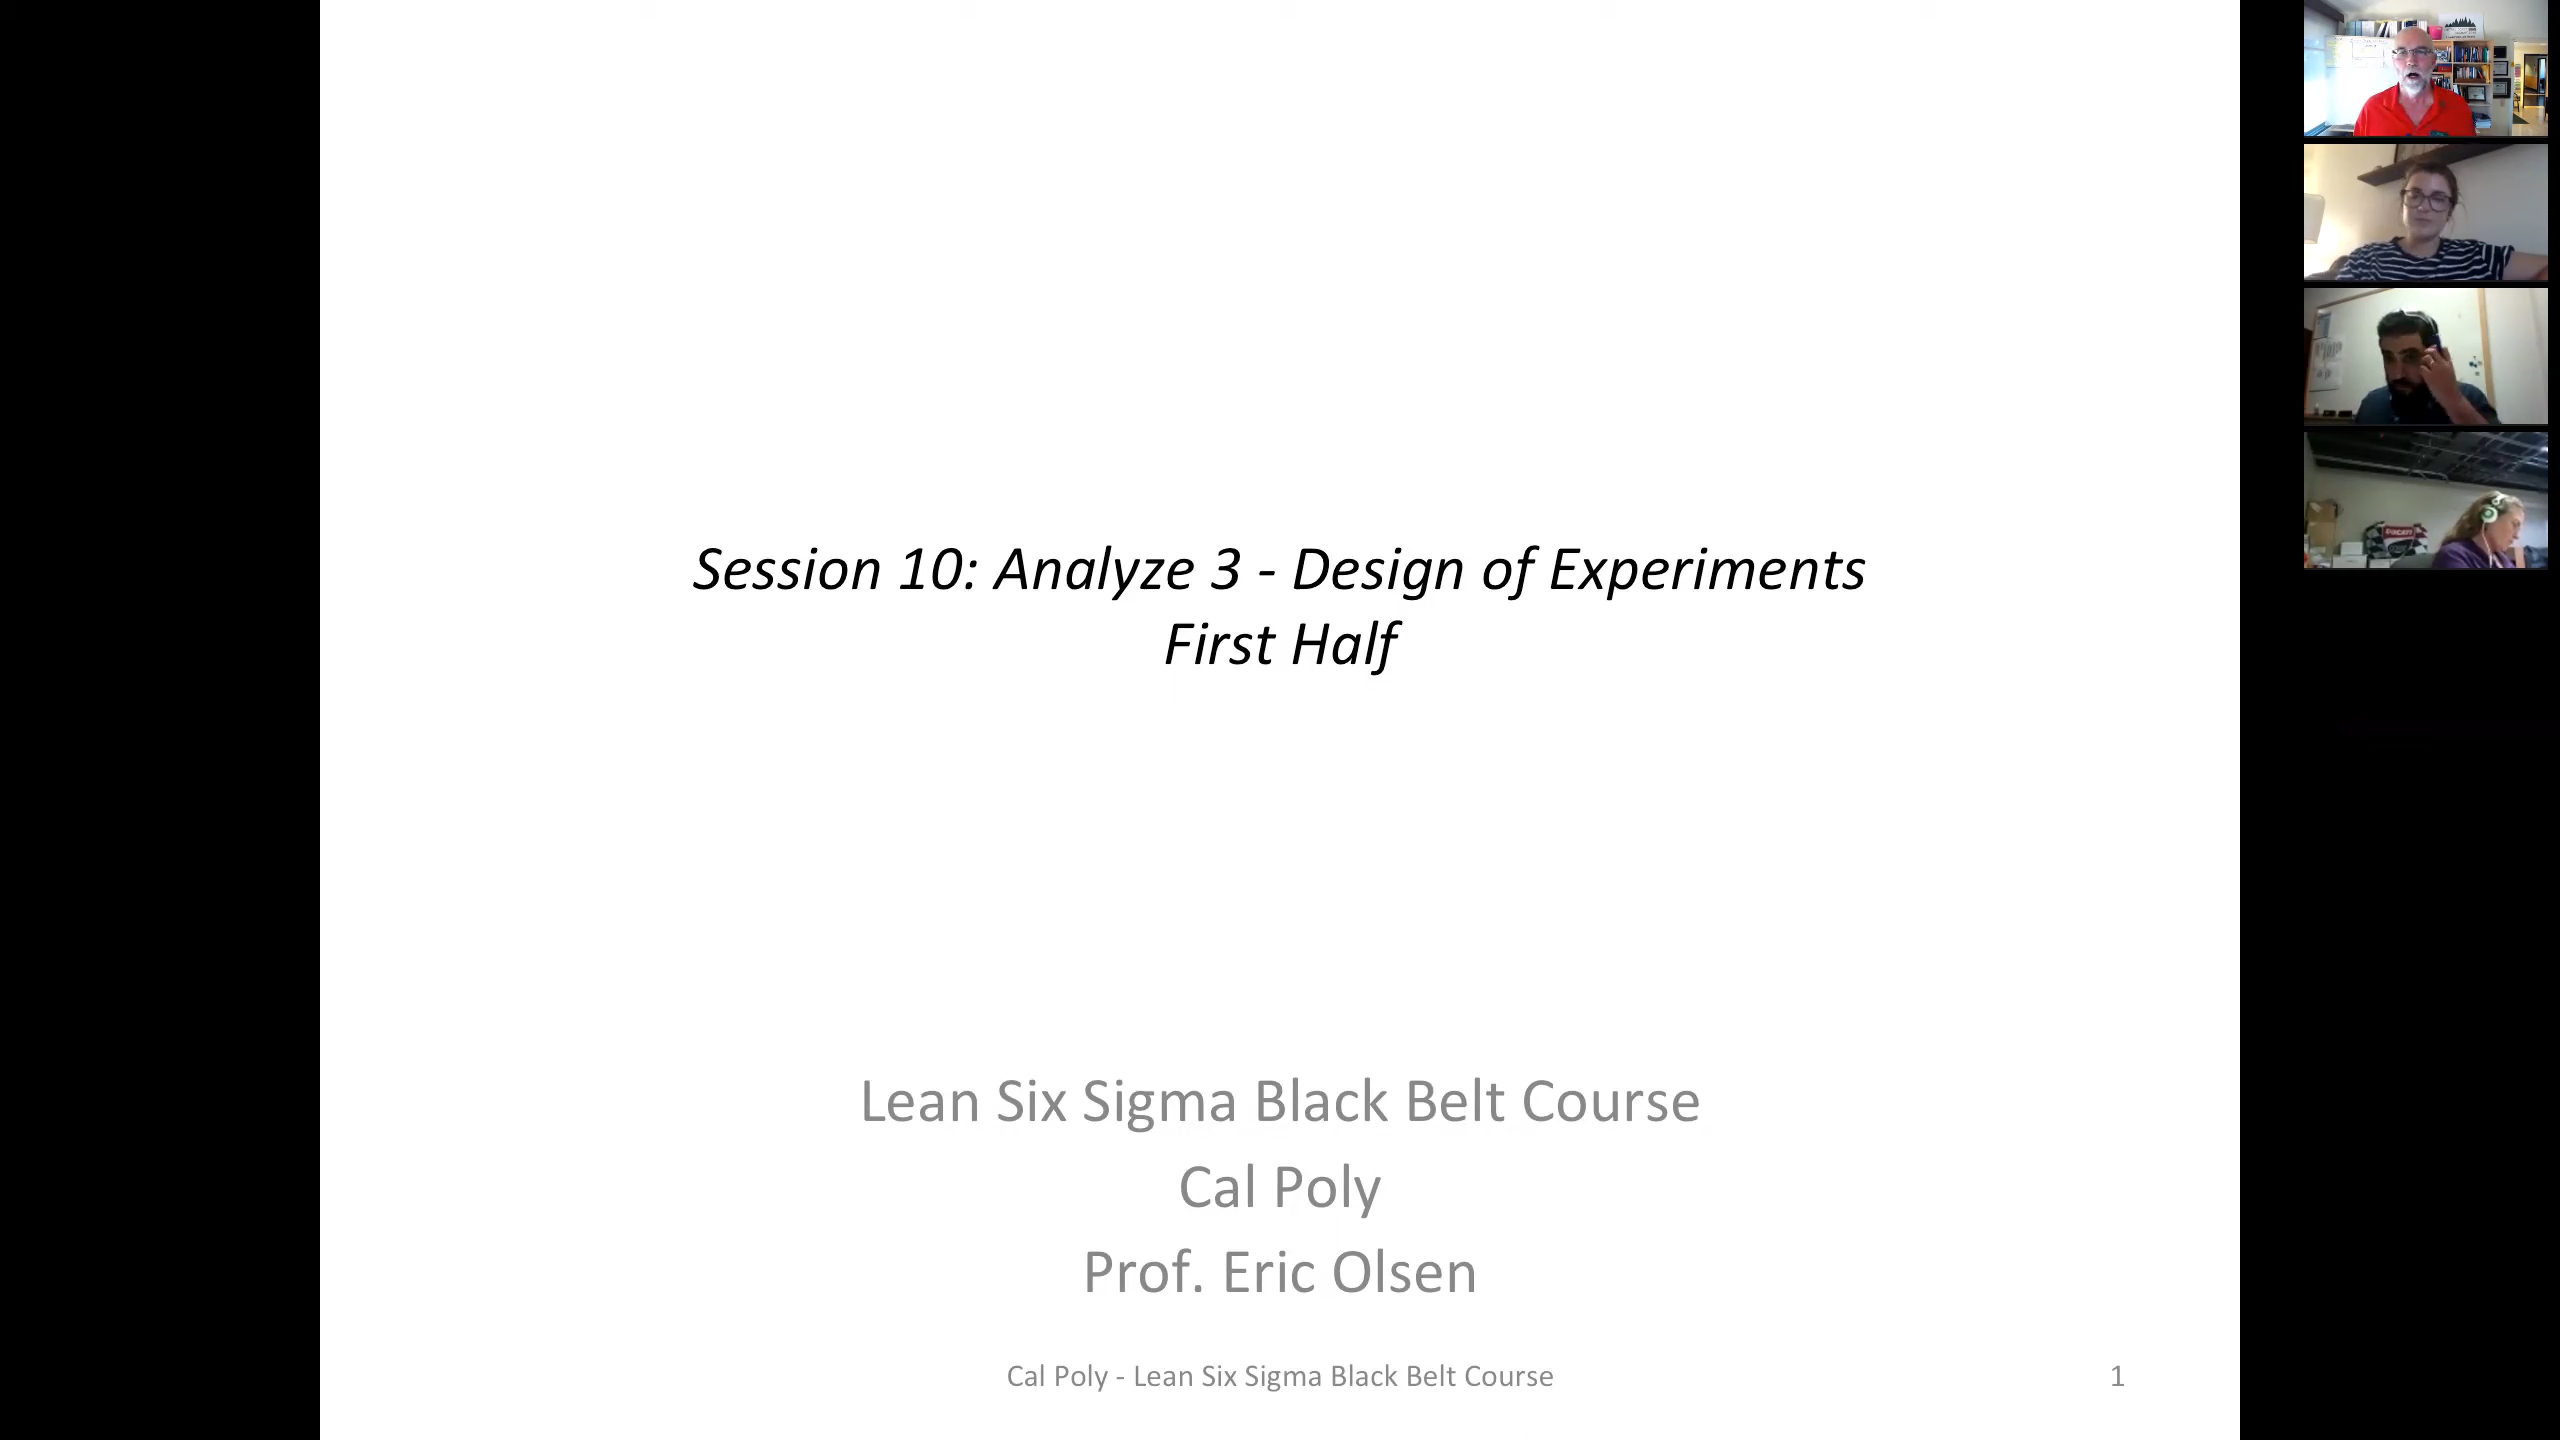 Session 10: Analyze 3 - Design of Experiments
First Half
Lean Six Sigma Black Belt Course
Cal Poly
Prof. Eric Olsen
Cal Poly - Lean Six Sigma Black Belt Course
1